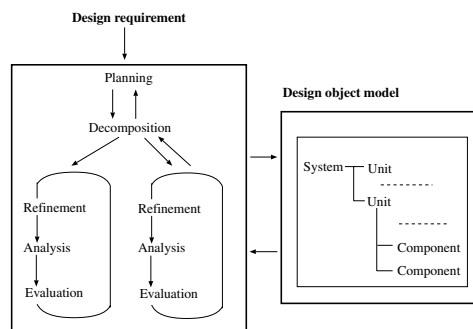 Design requirement
Planning
Decomposition
Refinement
Analysis
Evaluation
Refinement
Analysis
Evaluation
Design object model
System
Unit
Unit
Component
Component